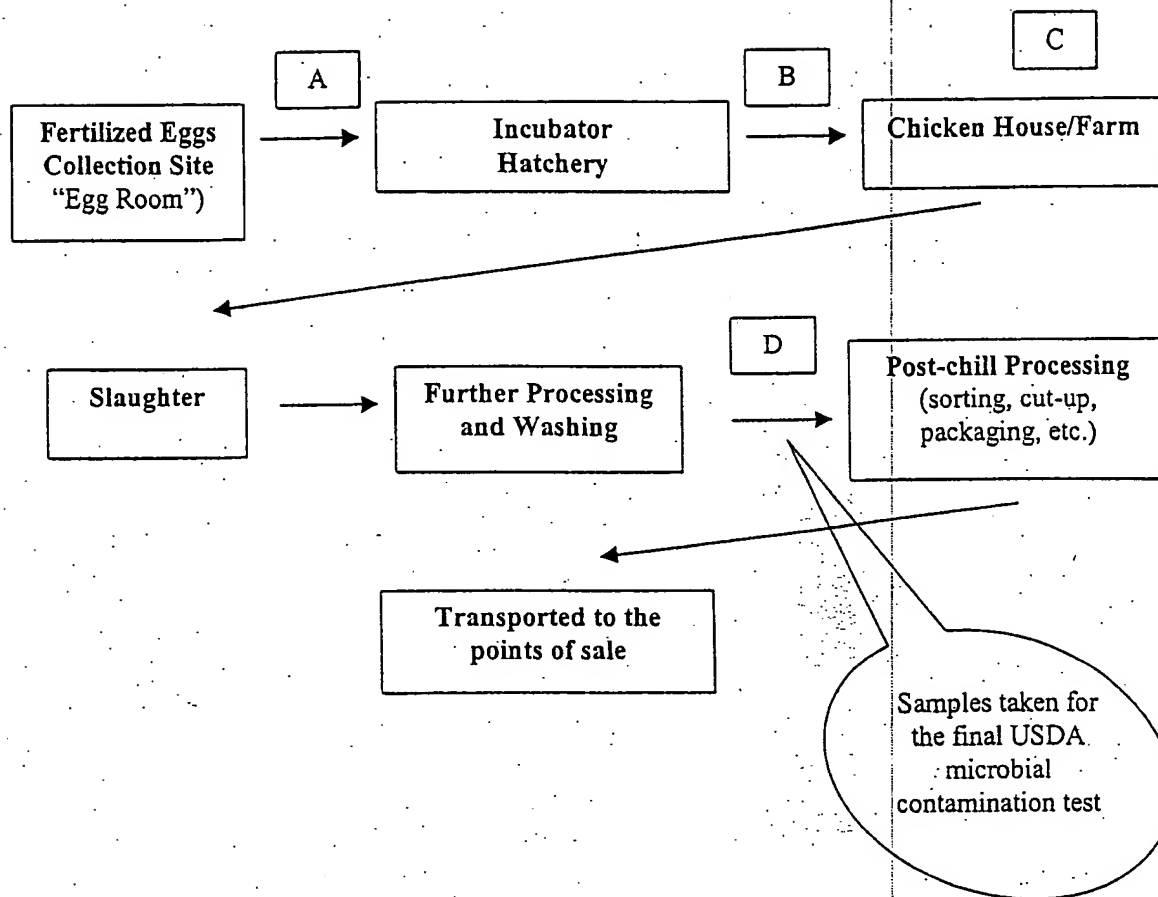 A
B
C
Fertilized Eggs
Collection Site
“Egg Room”)
Incubator
Hatchery
Chicken House/Farm
D
Slaughter
Further Processing
and Washing
Post-chill Processing
(sorting, cut-up,
packaging, etc.)
Transported to the
points of sale
Samples taken for
the final USDA
microbial
contamination test